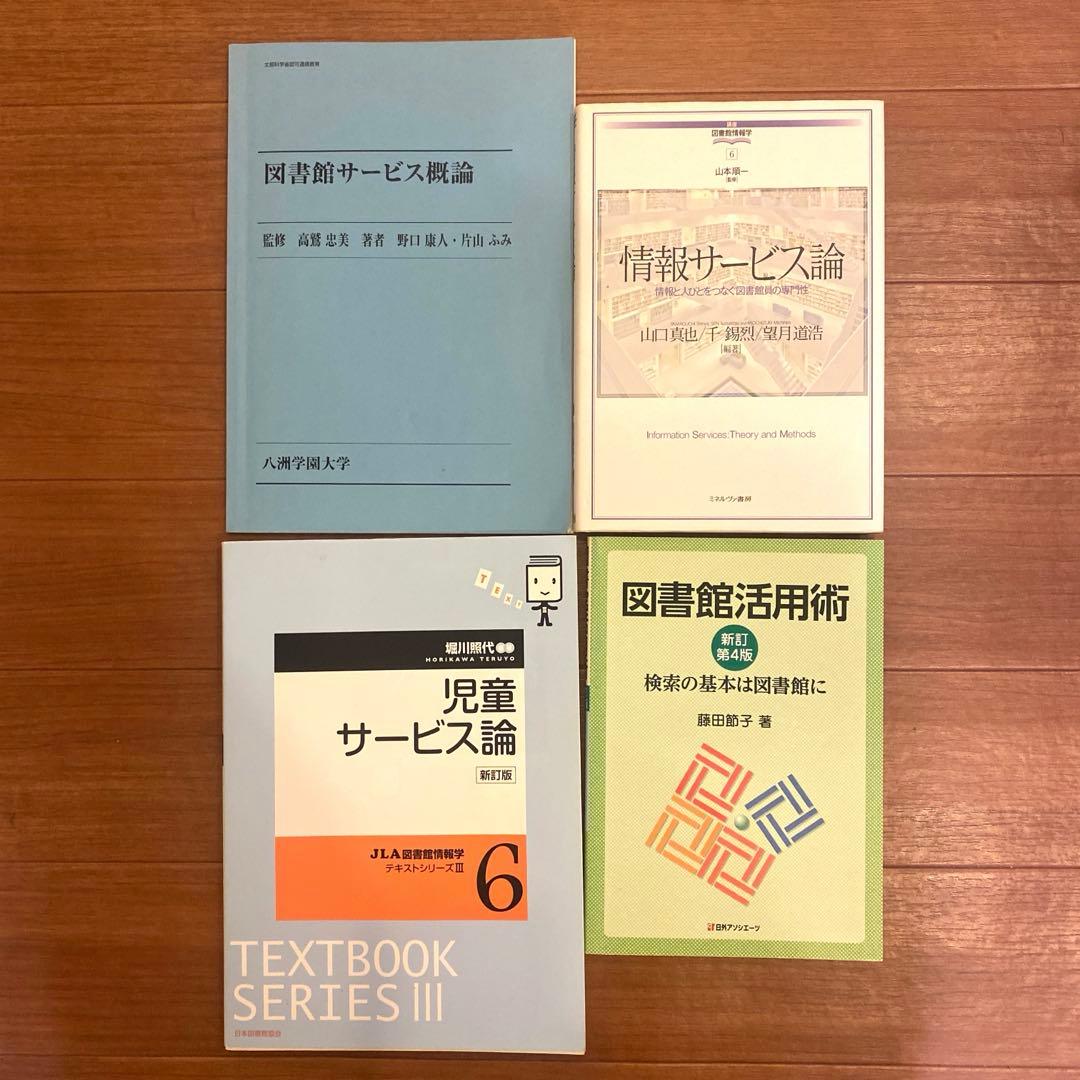 文部科学省認可通信教育
図書館サービス概論
監修 高鷲 忠美 著者 野口 康人・片山 ふみ
八洲学園大学
講座
図書館情報学
6
山本順一
[監修]
情報サービス論
情報と人びとをつなぐ図書館員の専門性
山口真也/千 錫烈/望月道浩
[編著]
Information Services:Theory and Methods
ミネルヴァ書房
TEXT
堀川照代 編著
HORIKAWA TERUYO
児童
サービス論
新訂版
JLA図書館情報学
テキストシリーズⅢ
6
TEXTBOOK
SERIES III
日本図書館協会
図書館活用術
新訂
第4版
検索の基本は図書館に
藤田節子 著
日外アソシエーツ